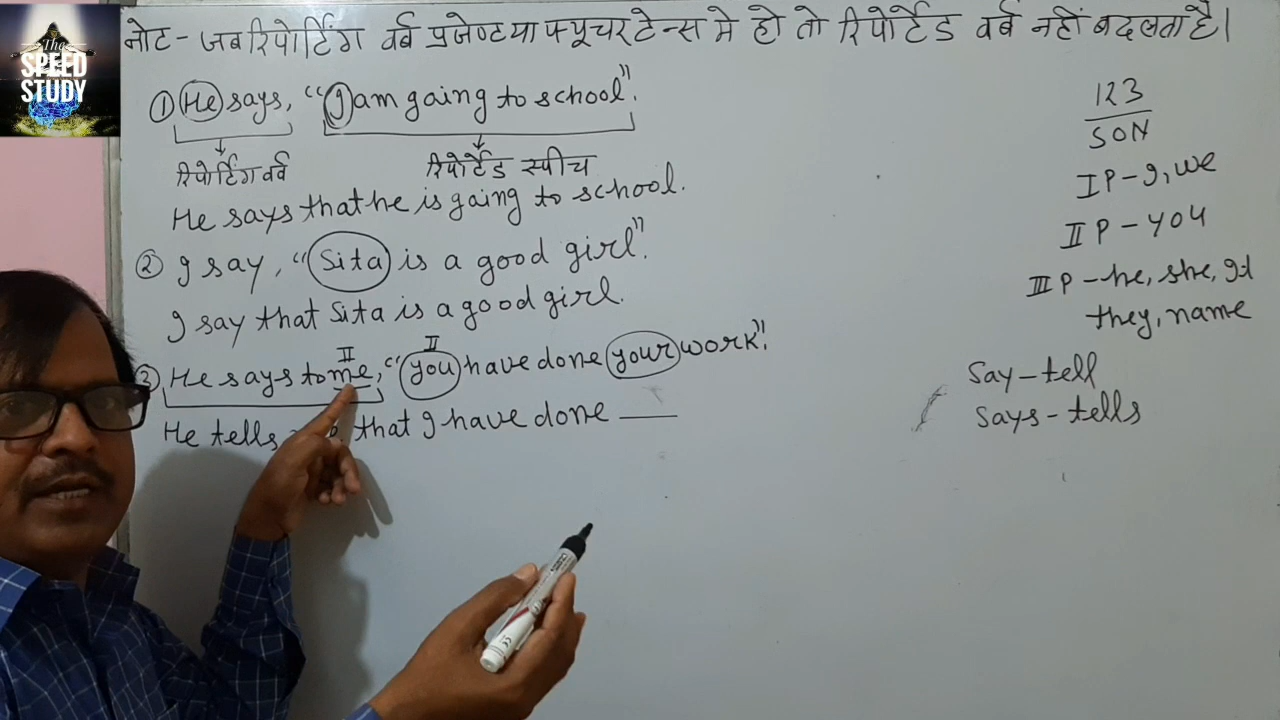 The
SPEED
STUDY
नोट - जब रिपोर्टिंग वर्ब प्रजेण्ट या फ्यूचर टेन्स मे हो तो रिपोर्टेड वर्ब नहीं बदलता है।
① He says, "I am going to school".
रिपोर्टिंग वर्ब रिपोर्टेड स्पीच
He says that he is going to school.
② I say, "Sita is a good girl".
I say that Sita is a good girl.
II II
③ He says to me, "you have done your work".
He tells that I have done ___
123
SON
I P - I, we
II P - you
III P - he, she, It
they, name
Say - tell
Says - tells